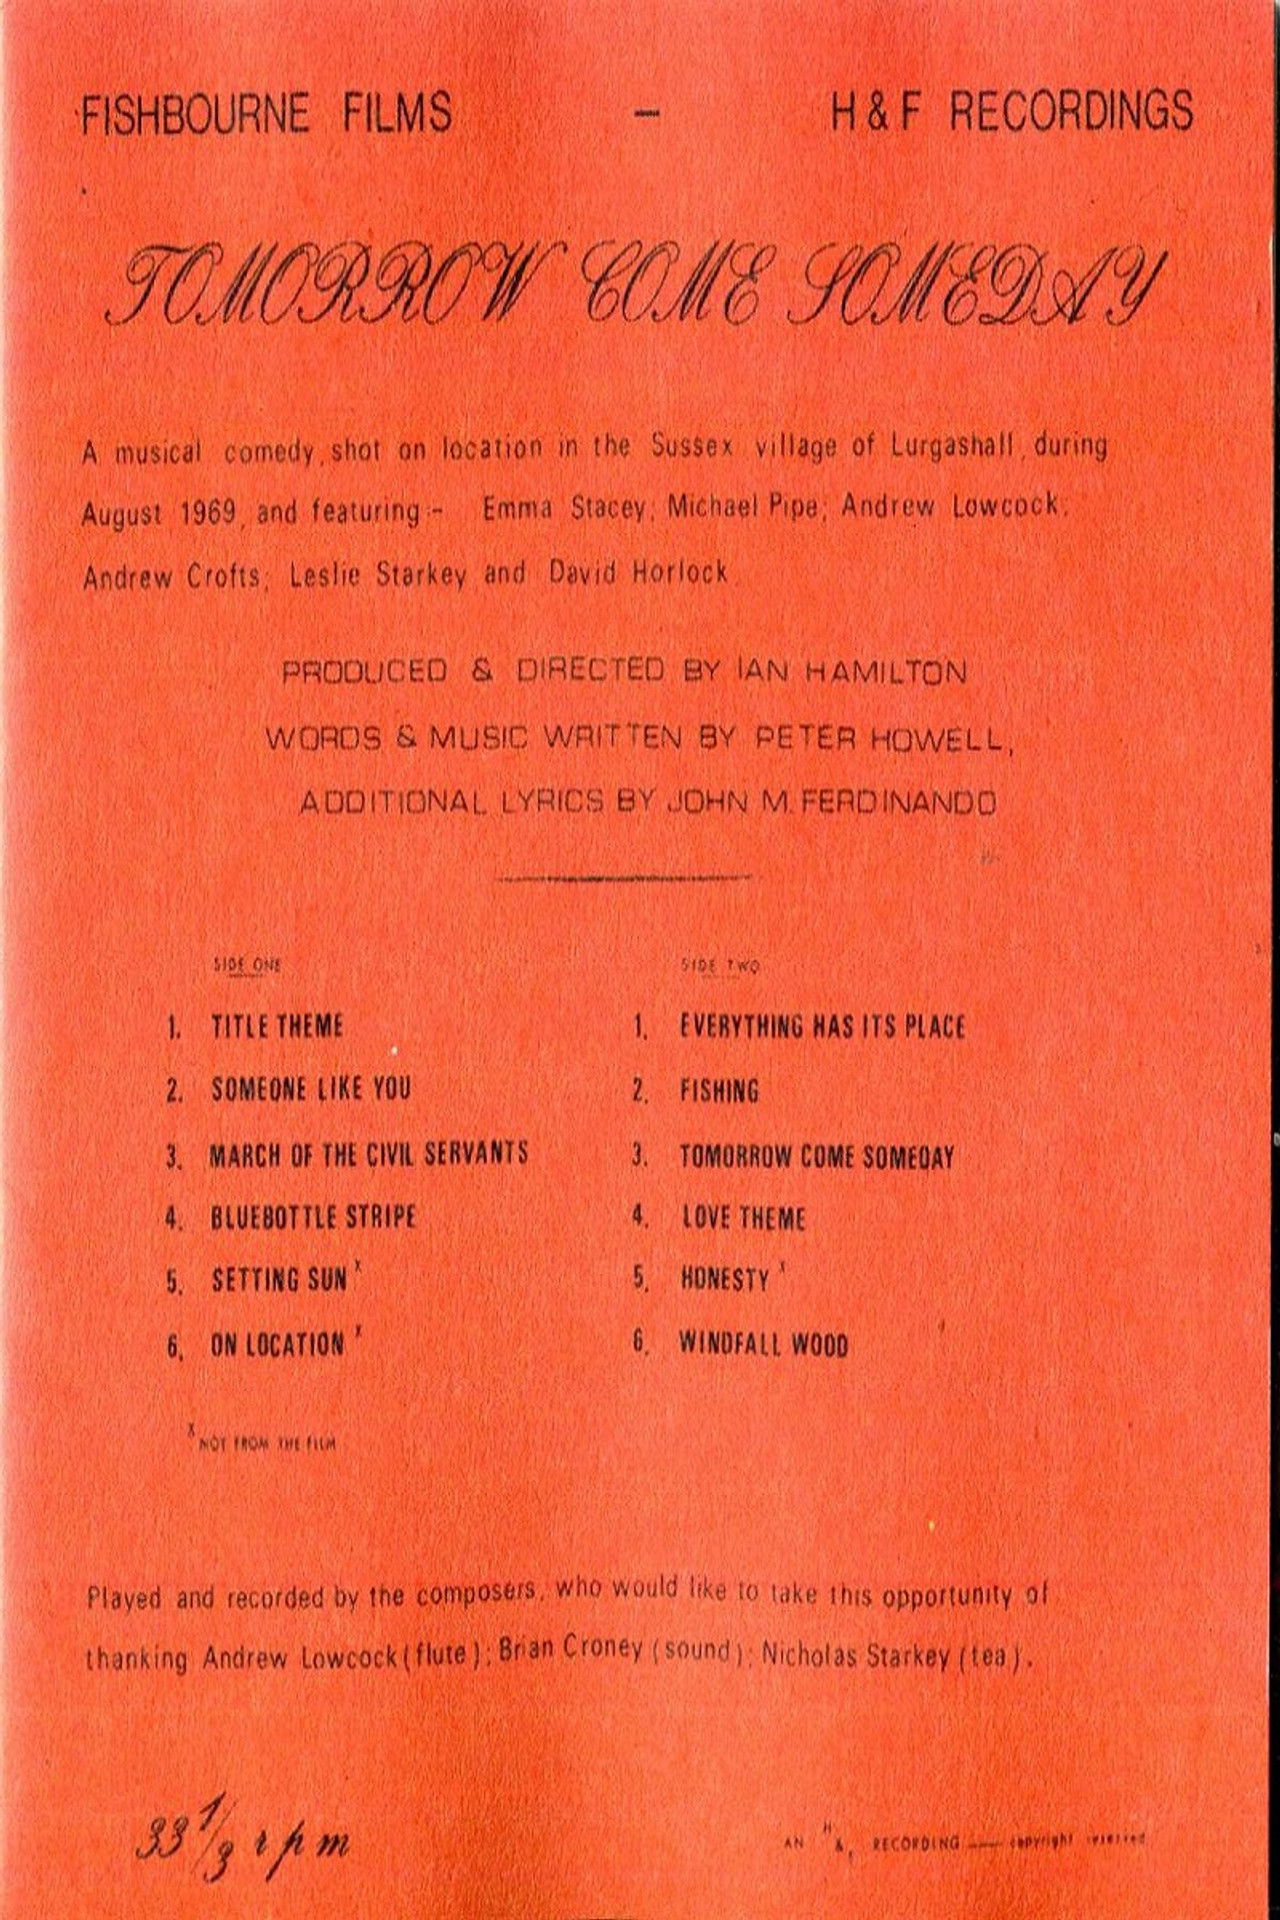 FISHBOURNE FILMS — H & F RECORDINGS
TOMORROW COME SOMEDAY
A musical comedy, shot on location in the Sussex village of Lurgashall, during
August 1969, and featuring:- Emma Stacey; Michael Pipe; Andrew Lowcock;
Andrew Crofts; Leslie Starkey and David Horlock
PRODUCED & DIRECTED BY IAN HAMILTON
WORDS & MUSIC WRITTEN BY PETER HOWELL,
ADDITIONAL LYRICS BY JOHN M. FERDINANDO
SIDE ONE
1. TITLE THEME
2. SOMEONE LIKE YOU
3. MARCH OF THE CIVIL SERVANTS
4. BLUEBOTTLE STRIPE
5. SETTING SUN x
6. ON LOCATION x
x NOT FROM THE FILM
SIDE TWO
1. EVERYTHING HAS ITS PLACE
2. FISHING
3. TOMORROW COME SOMEDAY
4. LOVE THEME
5. HONESTY x
6. WINDFALL WOOD
Played and recorded by the composers, who would like to take this opportunity of
thanking Andrew Lowcock (flute); Brian Croney (sound); Nicholas Starkey (tea).
33 1/3 rpm
AN H & F RECORDING — copyright reserved